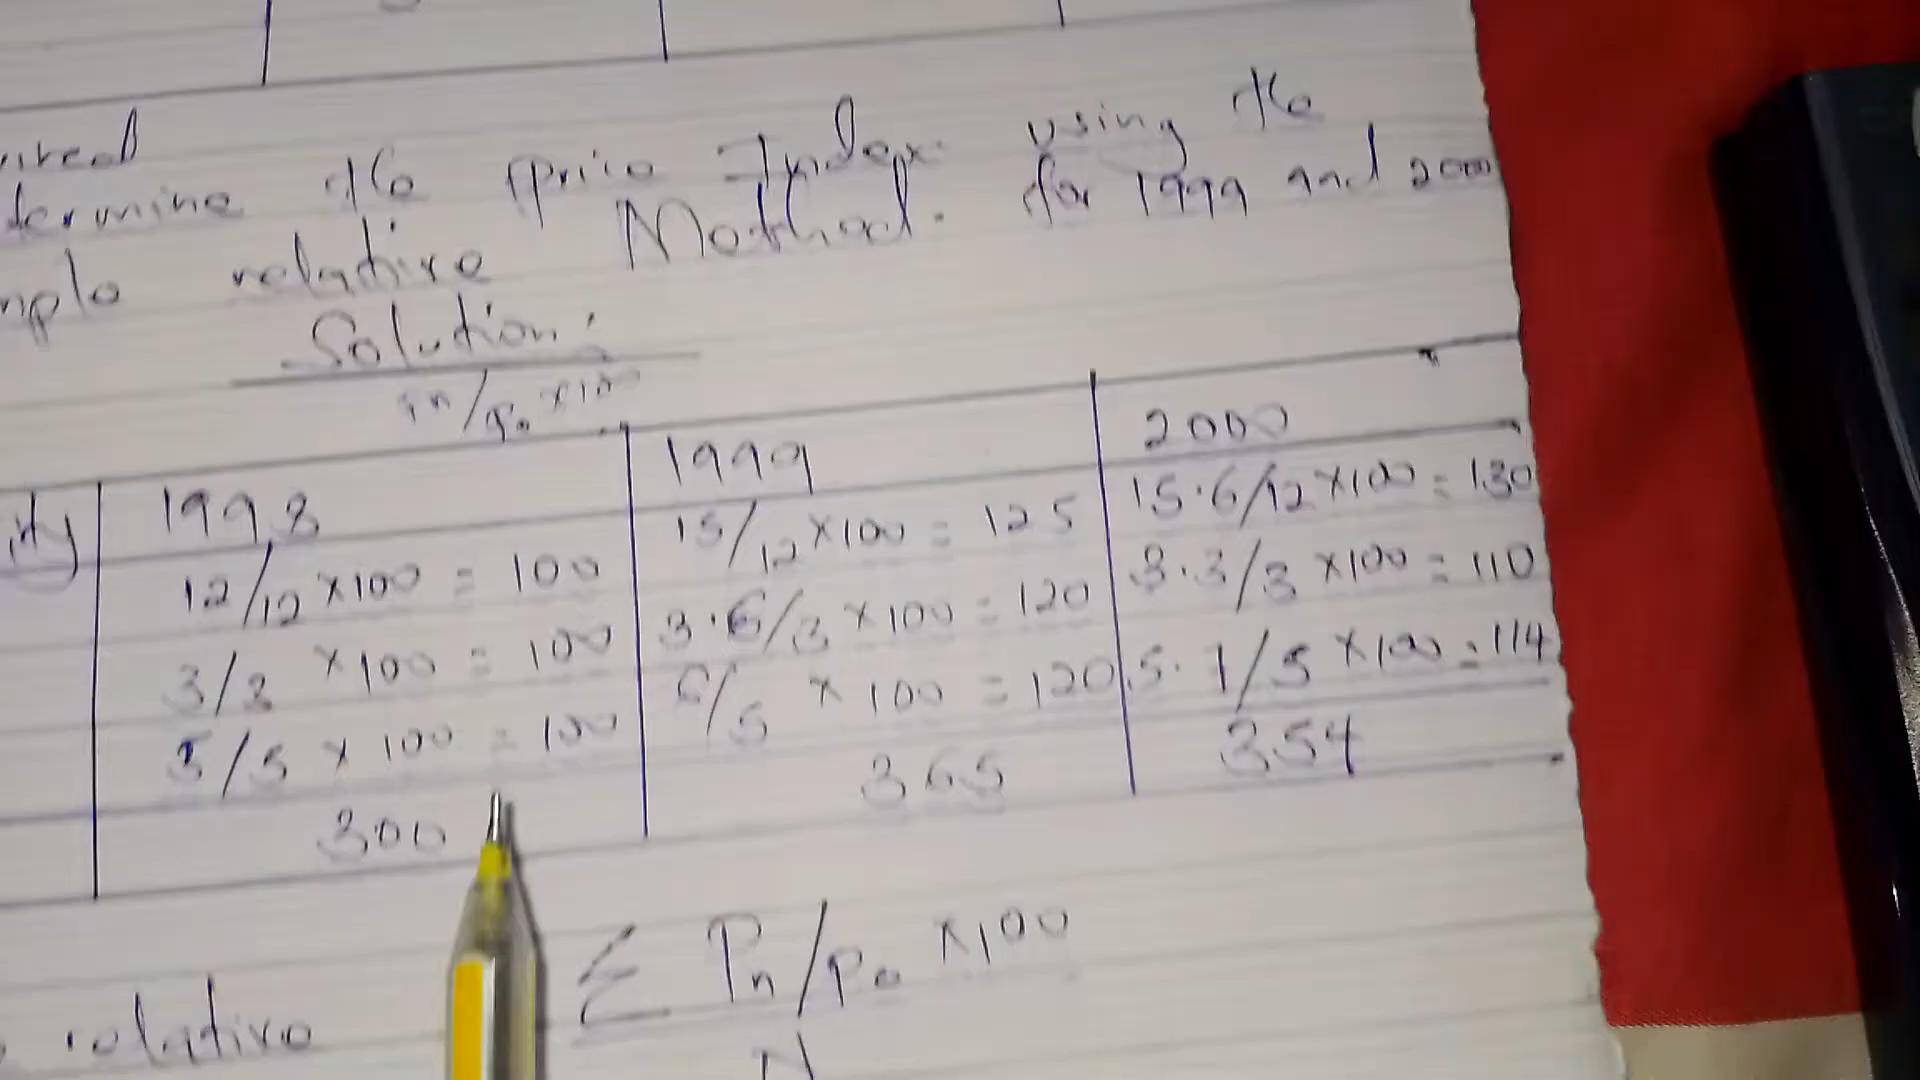 uired
termine the price Index using the
mple relative Method. for 1999 and 2000
Solution:
Pn/Po x100
ity 1998 1999 2000
12/12 x100 = 100 15/12 x100 = 125 15.6/12 x100 = 130
3/3 x100 = 100 3.6/3 x100 = 120 3.3/3 x100 = 110
5/5 x 100 = 100 6/5 x 100 = 120 5.7/5 x100 = 114
300 365 354
relative Σ Pn/Po x100
N